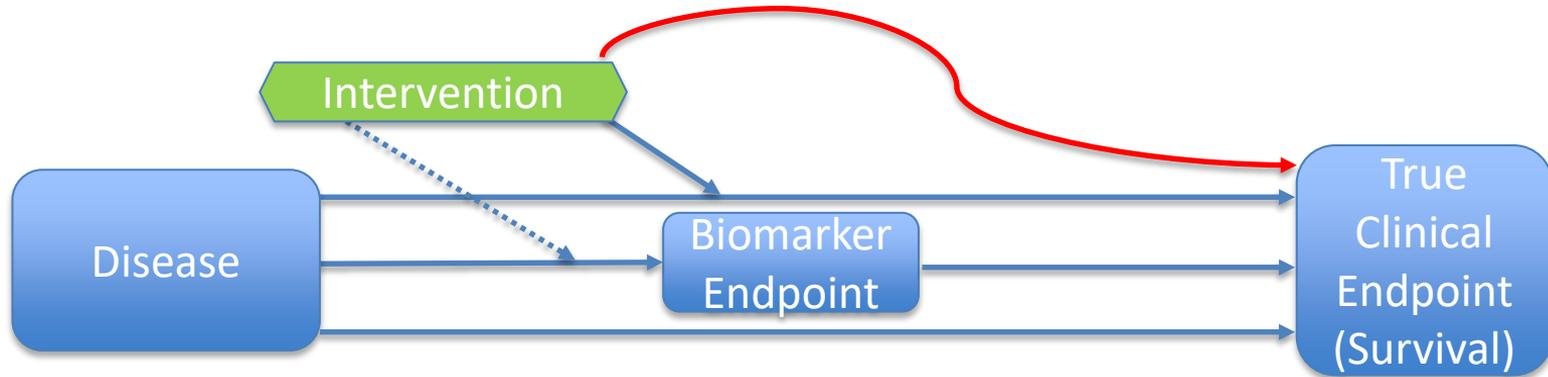 Intervention
Disease
Biomarker
Endpoint
True
Clinical
Endpoint
(Survival)